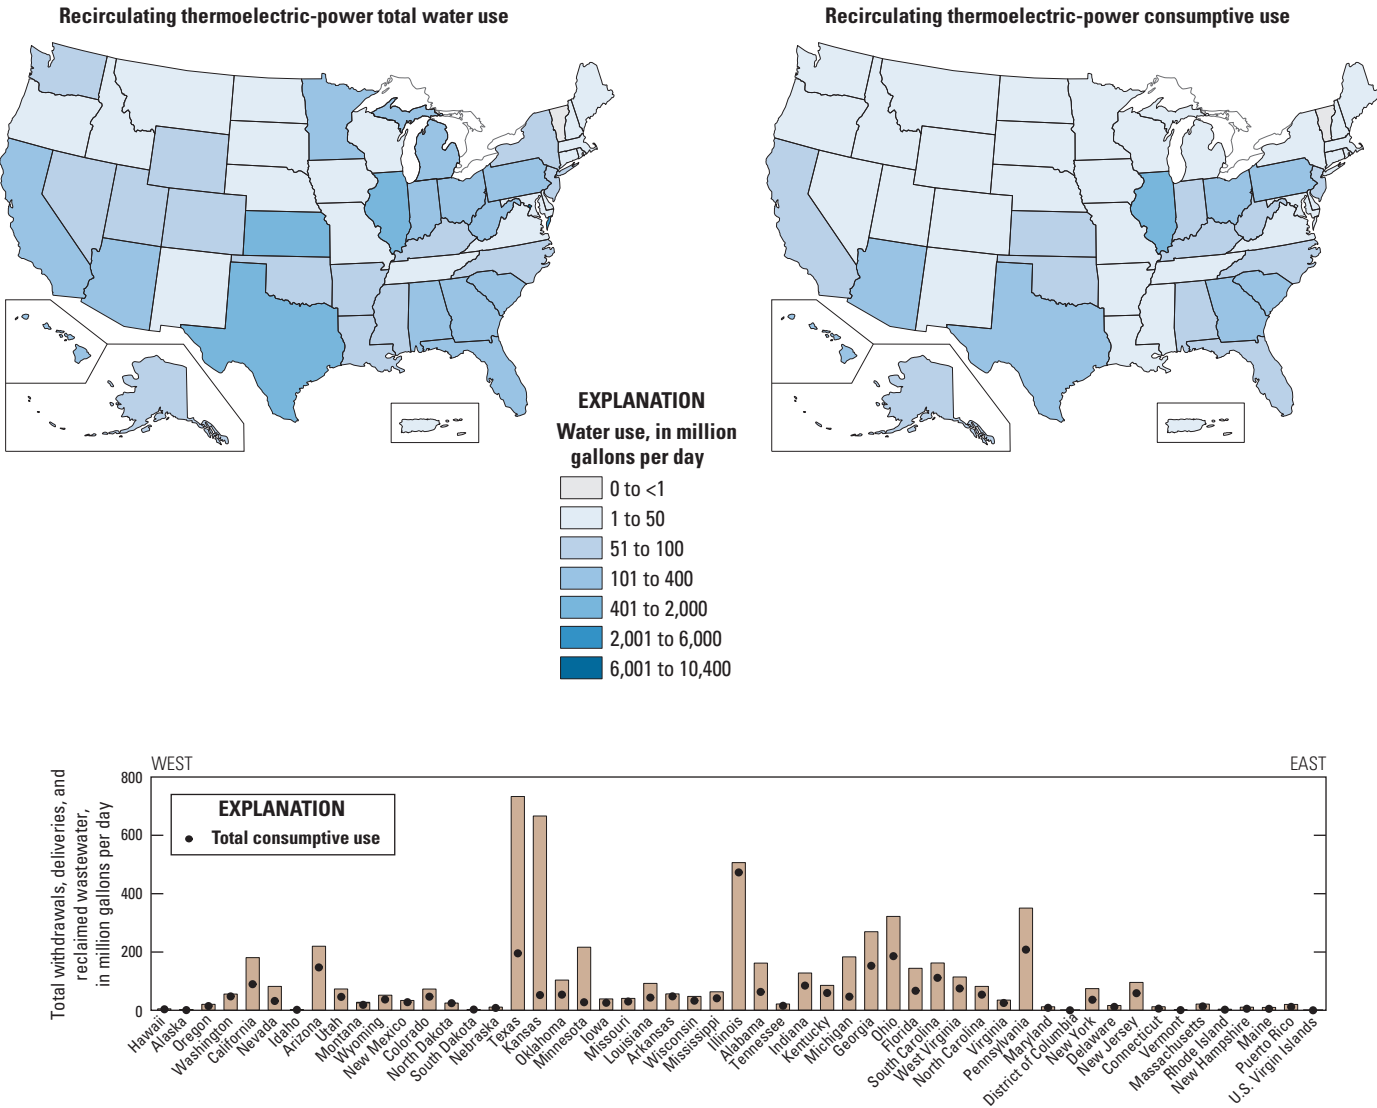 Recirculating thermoelectric-power total water use
Recirculating thermoelectric-power consumptive use
EXPLANATION
Water use, in million
gallons per day
0 to <1
1 to 50
51 to 100
101 to 400
401 to 2,000
2,001 to 6,000
6,001 to 10,400
WEST
EAST
Total withdrawals, deliveries, and
reclaimed wastewater,
in million gallons per day
800
600
400
200
0
EXPLANATION
Total consumptive use
Hawaii
Alaska
Oregon
Washington
California
Nevada
Idaho
Arizona
Utah
Montana
Wyoming
New Mexico
Colorado
North Dakota
South Dakota
Nebraska
Texas
Kansas
Oklahoma
Minnesota
Iowa
Missouri
Louisiana
Arkansas
Wisconsin
Mississippi
Illinois
Alabama
Tennessee
Indiana
Kentucky
Michigan
Georgia
Ohio
Florida
South Carolina
West Virginia
North Carolina
Virginia
Pennsylvania
Maryland
District of Columbia
New York
Delaware
New Jersey
Connecticut
Vermont
Massachusetts
Rhode Island
New Hampshire
Maine
Puerto Rico
U.S. Virgin Islands